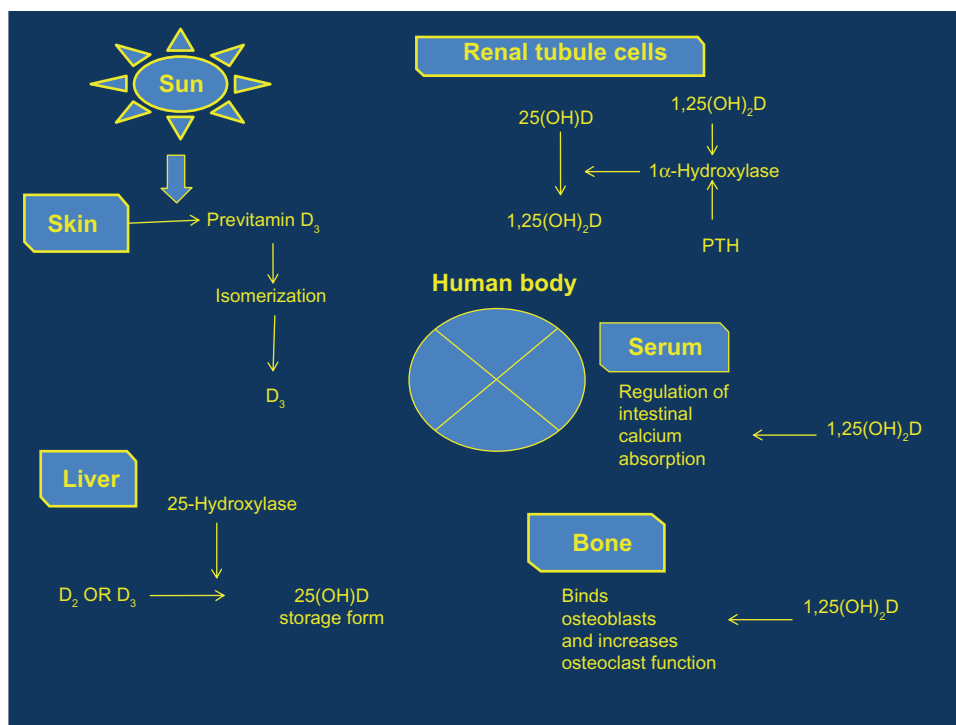 Sun
Skin
Previtamin D₃
Isomerization
D₃
Liver
25-Hydroxylase
D₂ OR D₃
25(OH)D
storage form
Renal tubule cells
25(OH)D
1,25(OH)₂D
1α-Hydroxylase
1,25(OH)₂D
PTH
Human body
Serum
Regulation of
intestinal
calcium
absorption
1,25(OH)₂D
Bone
Binds
osteoblasts
and increases
osteoclast function
1,25(OH)₂D